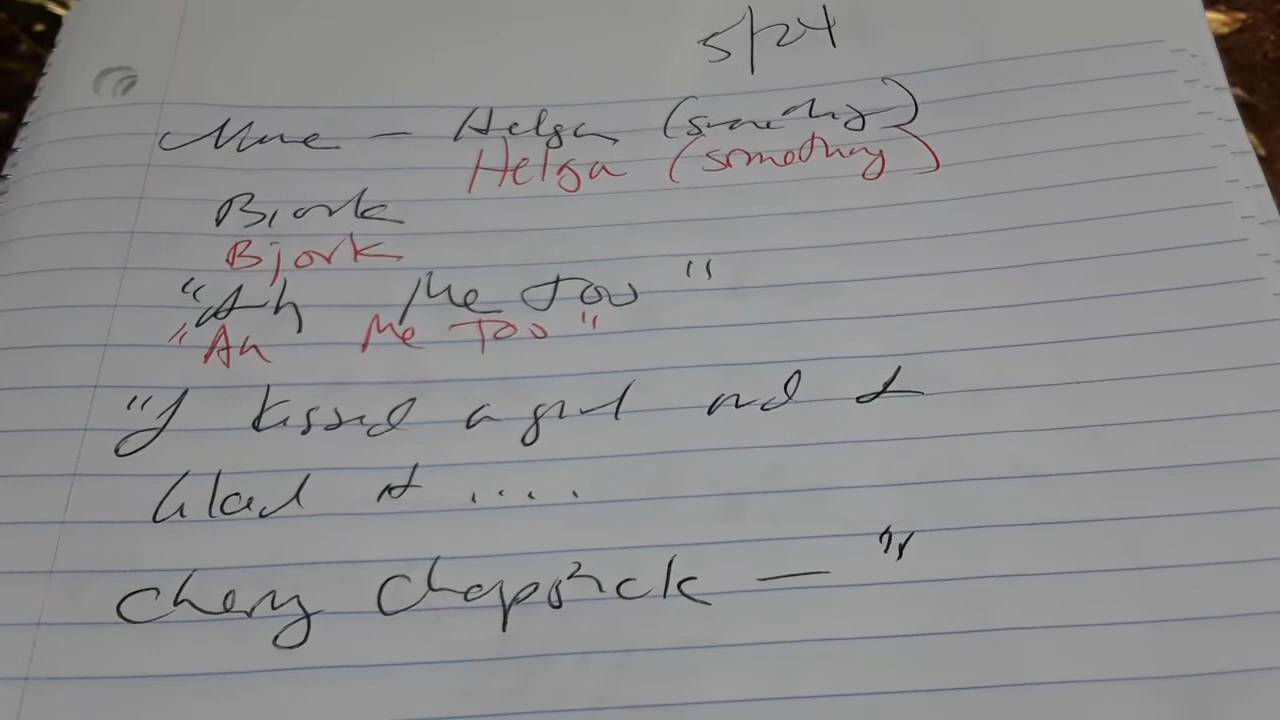 5/24
Mne — Helga (something)
Helga (something)
Bjork
Bjork
"Ah Me Too"
"Ah Me Too"
"I kissed a girl and I
liked it ....
Cherry Chapstick — "